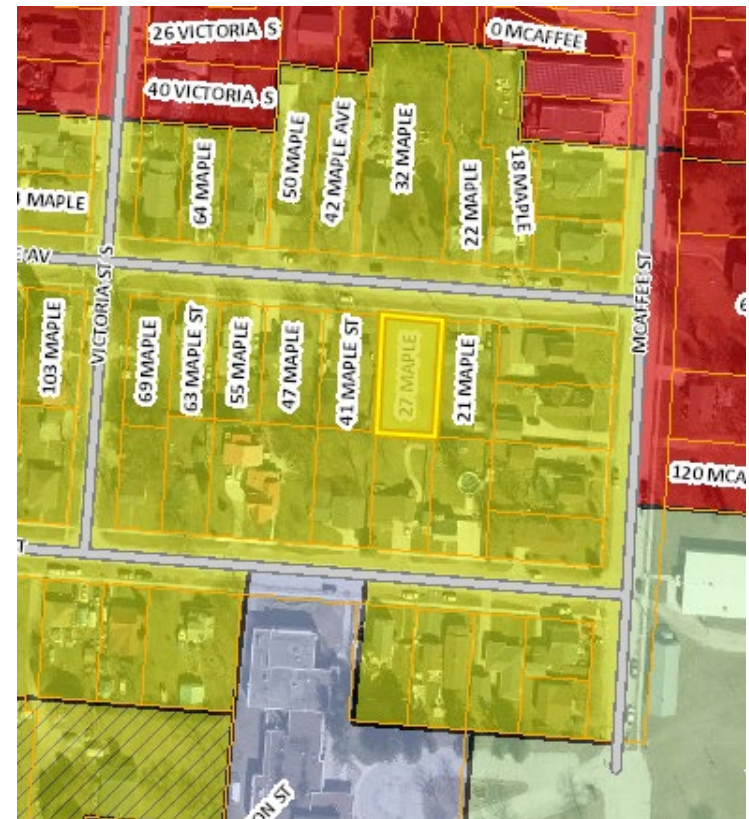 26 VICTORIA S
0 MCAFFEE
40 VICTORIA S
64 MAPLE
50 MAPLE
42 MAPLE AVE
32 MAPLE
22 MAPLE
18 MAPLE
MAPLE
E AV
VICTORIA ST. S
MCAFFEE ST
103 MAPLE
69 MAPLE
63 MAPLE ST
55 MAPLE
47 MAPLE
41 MAPLE ST
27 MAPLE
21 MAPLE
6
120 MCA
T
ON ST